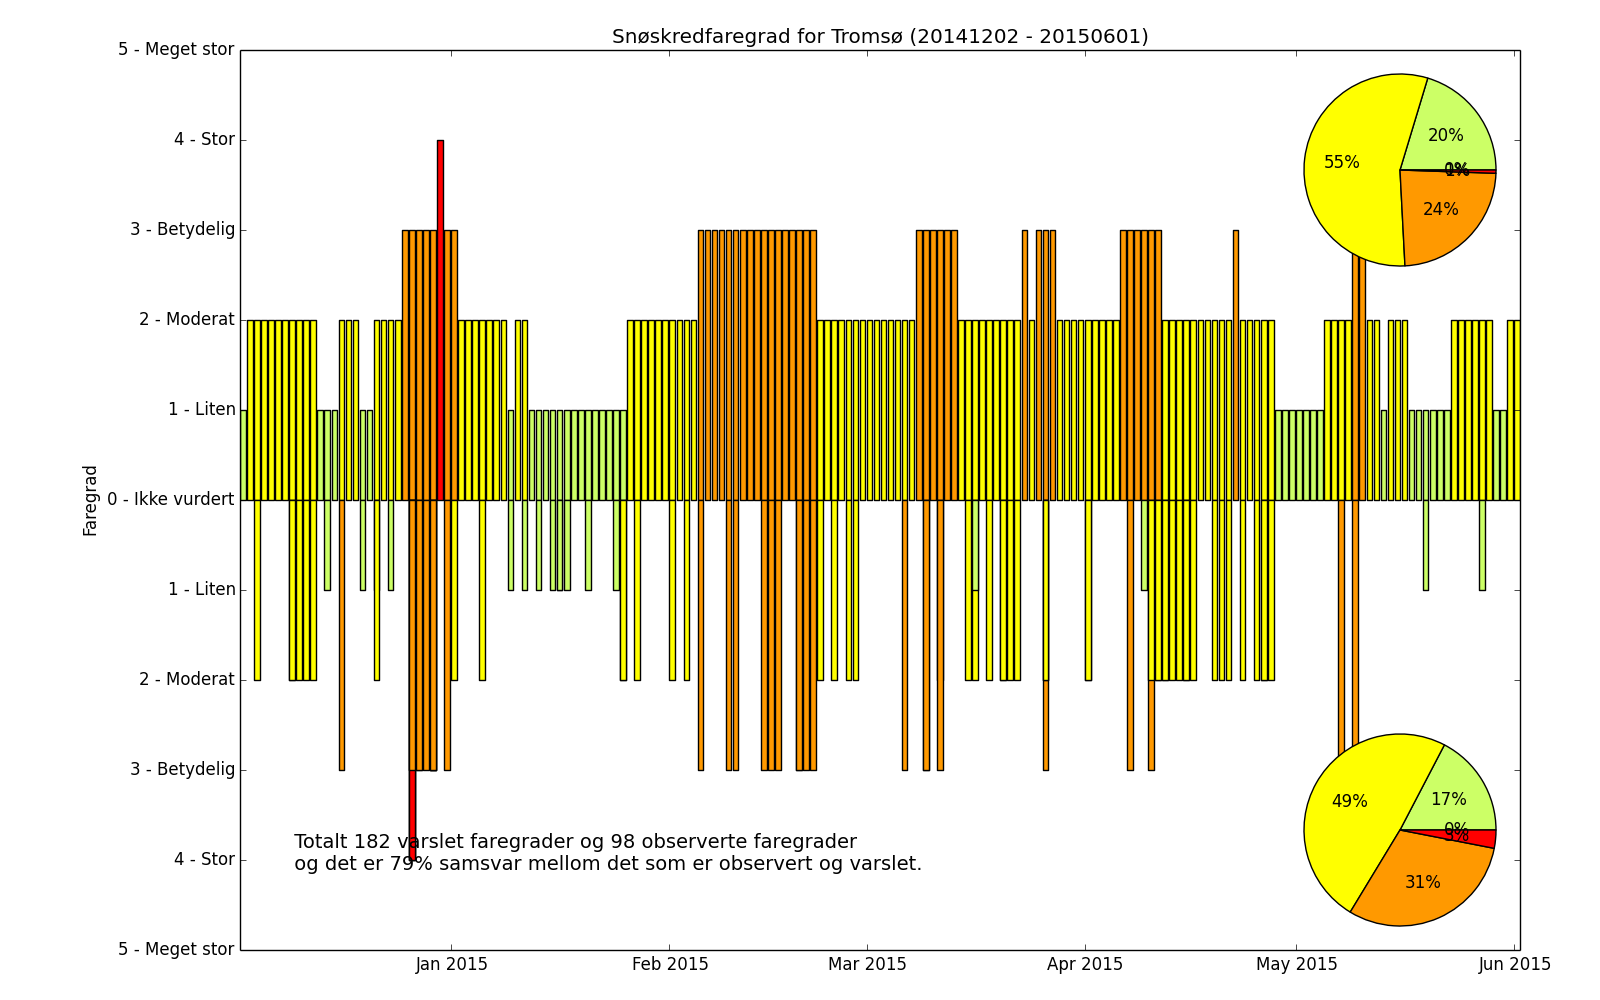 Snøskredfaregrad for Tromsø (20141202 - 20150601)
5 - Meget stor
4 - Stor
3 - Betydelig
2 - Moderat
1 - Liten
0 - Ikke vurdert
1 - Liten
2 - Moderat
3 - Betydelig
4 - Stor
5 - Meget stor
Faregrad
20%
55%
24%
17%
49%
31%
Totalt 182 varslet faregrader og 98 observerte faregrader
og det er 79% samsvar mellom det som er observert og varslet.
Jan 2015
Feb 2015
Mar 2015
Apr 2015
May 2015
Jun 2015